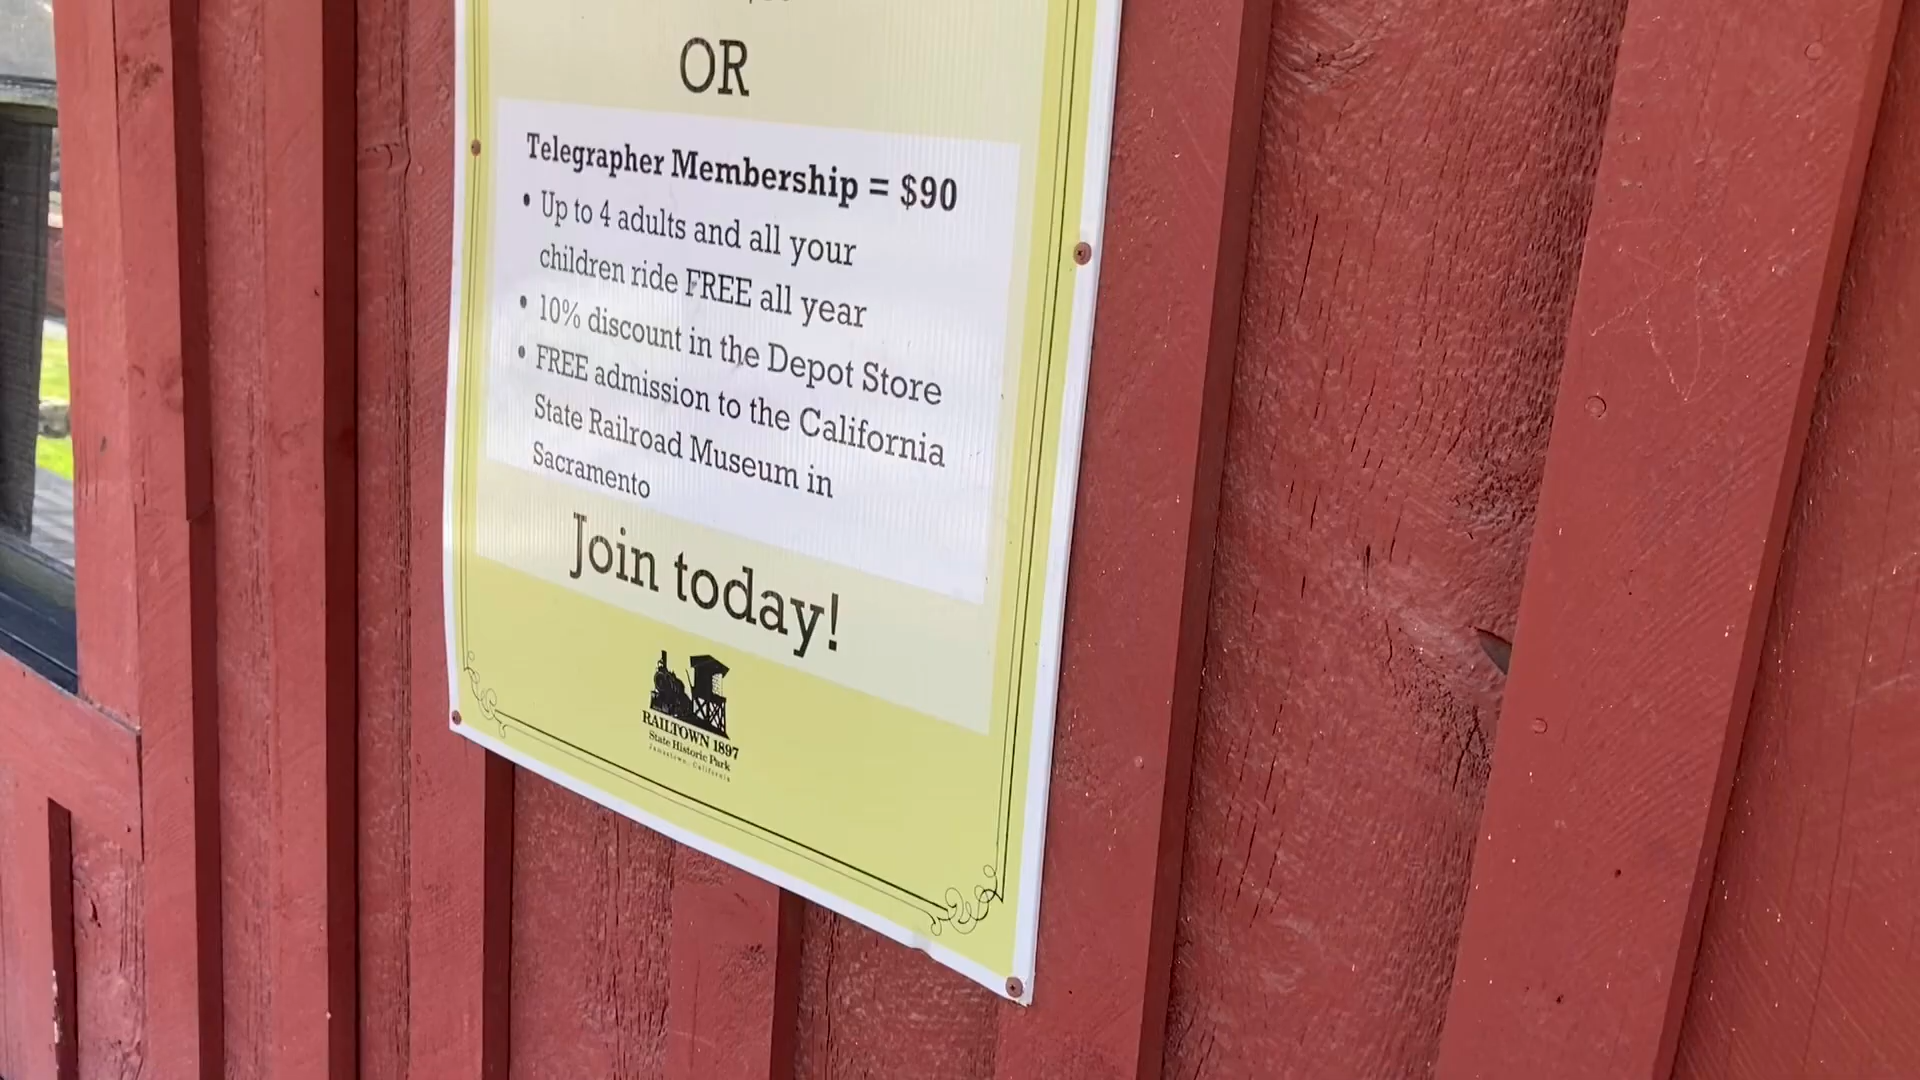 OR
Telegrapher Membership = $90
• Up to 4 adults and all your
children ride FREE all year
• 10% discount in the Depot Store
• FREE admission to the California
State Railroad Museum in
Sacramento
Join today!
RAILTOWN 1897
State Historic Park
Jamestown, California